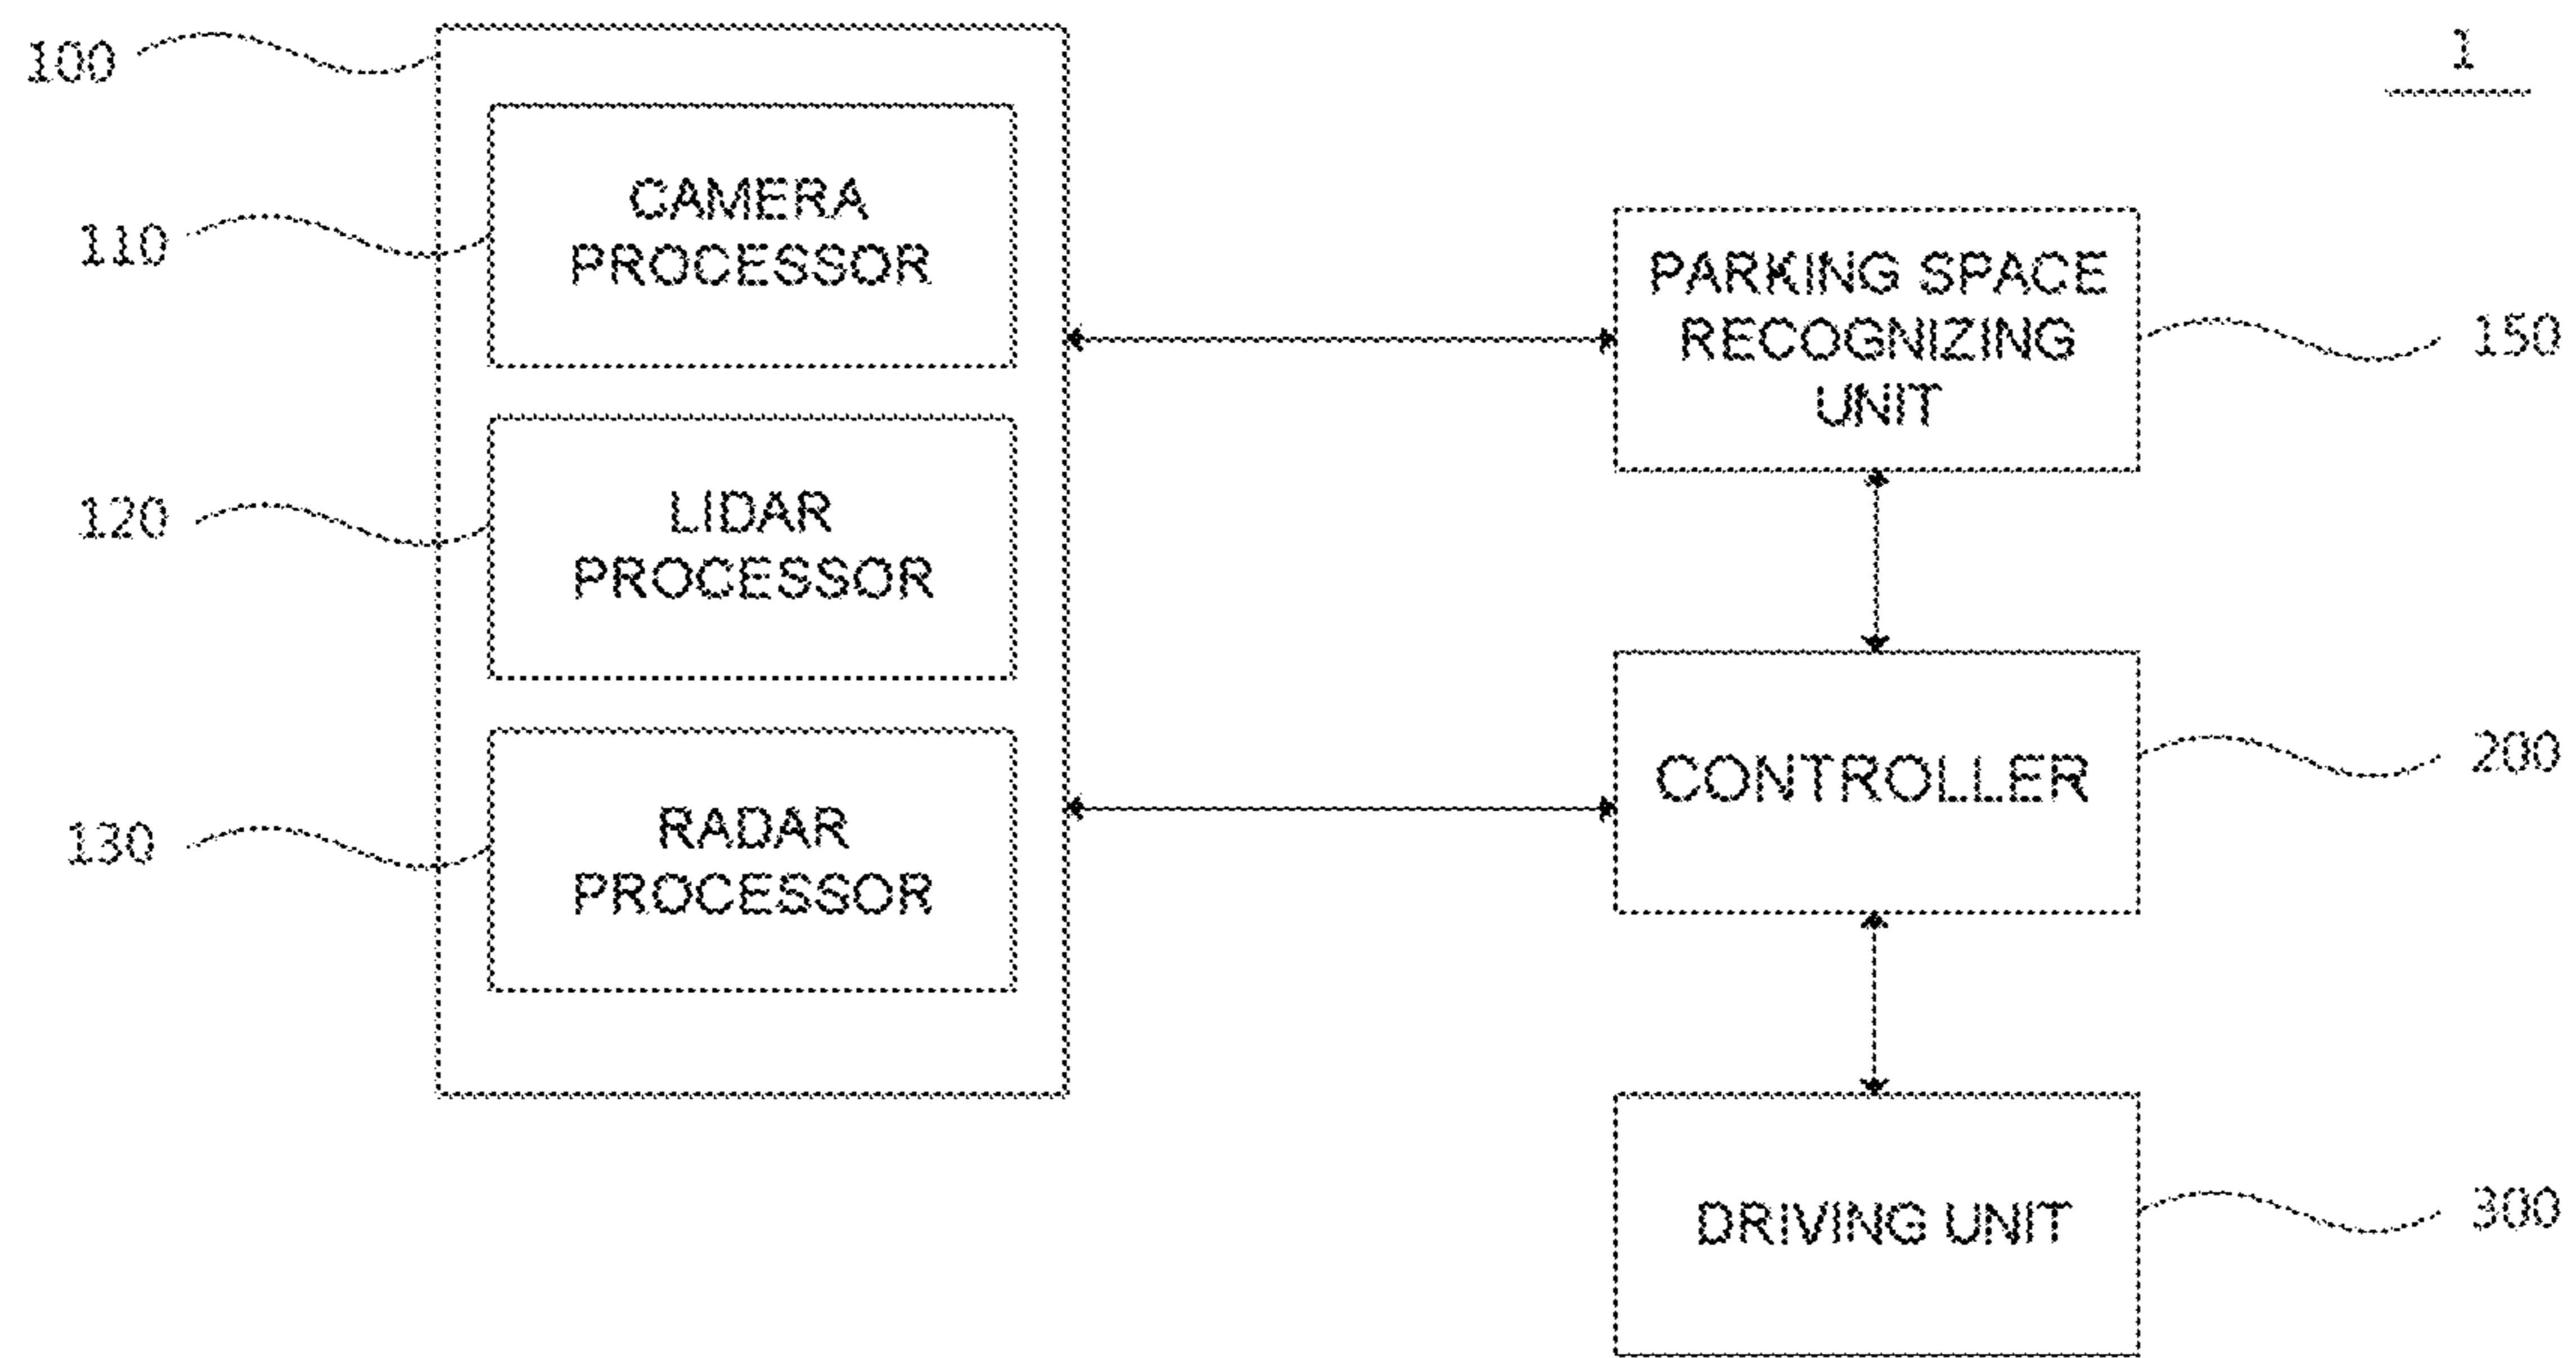 100
1
CAMERA
PROCESSOR
110
PARKING SPACE
RECOGNIZING
UNIT
150
LIDAR
PROCESSOR
120
CONTROLLER
200
RADAR
PROCESSOR
130
DRIVING UNIT
300